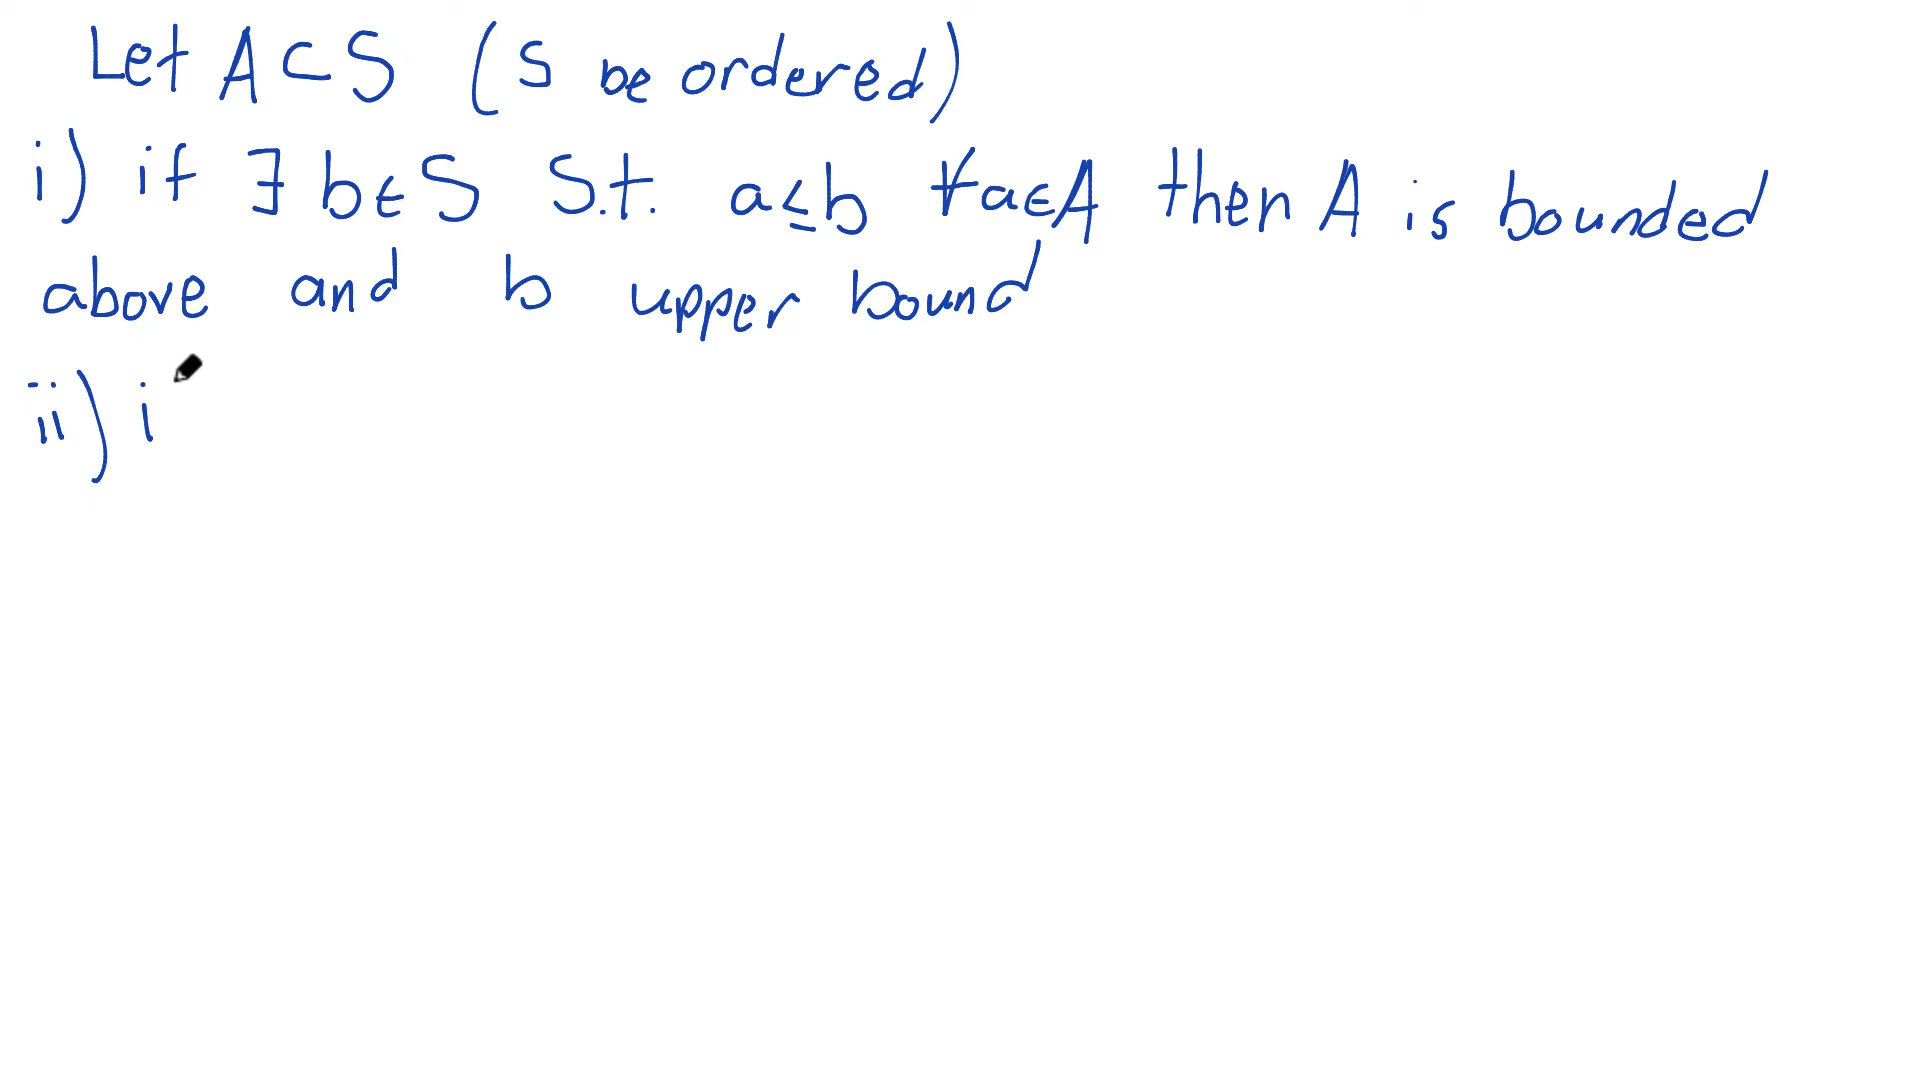 Let A ⊂ S (S be ordered)
i) if ∃ b ∈ S s.t. a ≤ b ∀ a ∈ A then A is bounded
above and b upper bound
ii) i